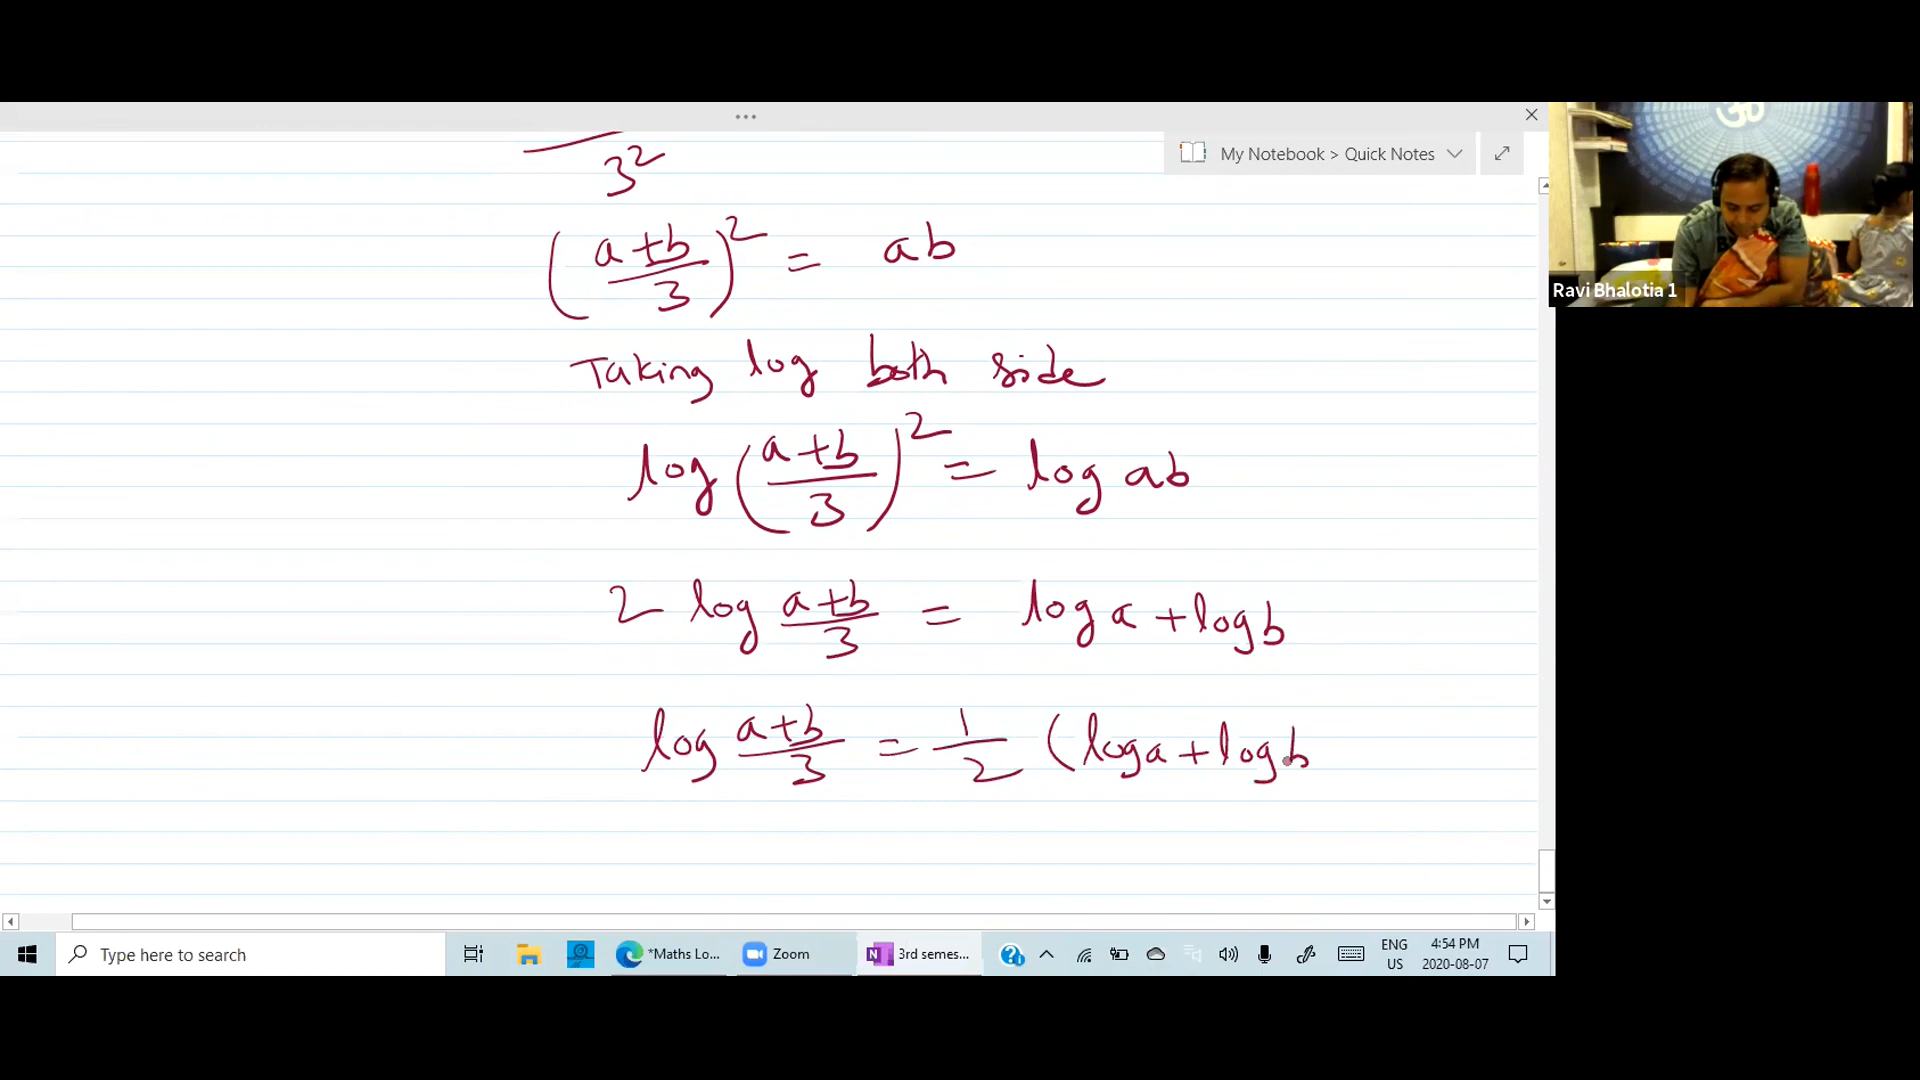 My Notebook > Quick Notes
3²
(a+b/3)² = ab
Taking log both side
log (a+b/3)² = log ab
2 log a+b/3 = log a + log b
log a+b/3 = 1/2 (log a + log b
ॐ
Ravi Bhalotia 1
Type here to search
*Maths Lo...
Zoom
3rd semes...
ENG
US
4:54 PM
2020-08-07